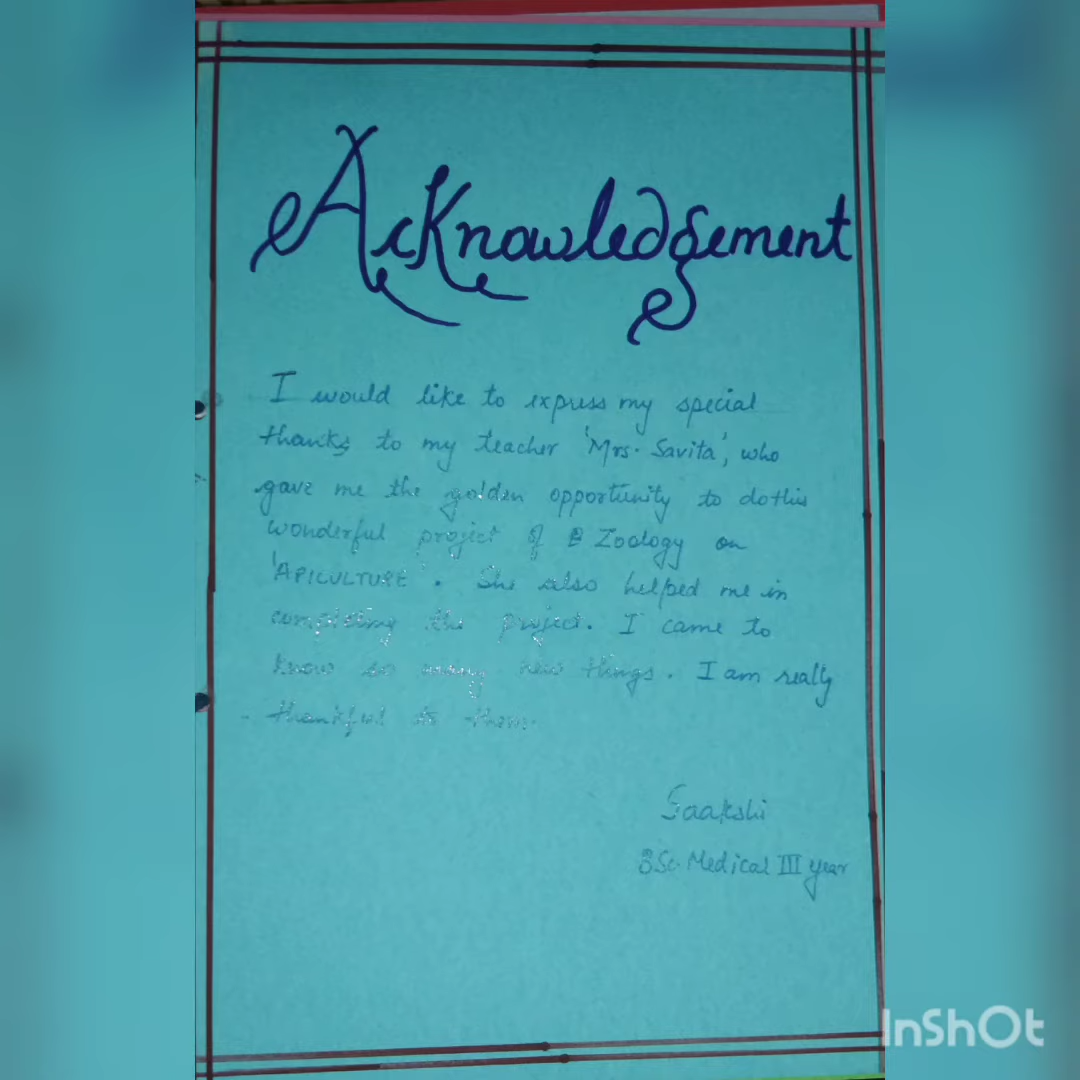 Acknowledgement
I would like to express my special
thanks to my teacher 'Mrs. Savita', who
gave me the golden opportunity to do this
wonderful project of Zoology on
'APICULTURE'. She also helped me in
completing the project. I came to
know so many new things. I am really
thankful to them.
Saakshi
BSc. Medical III year
InShOt